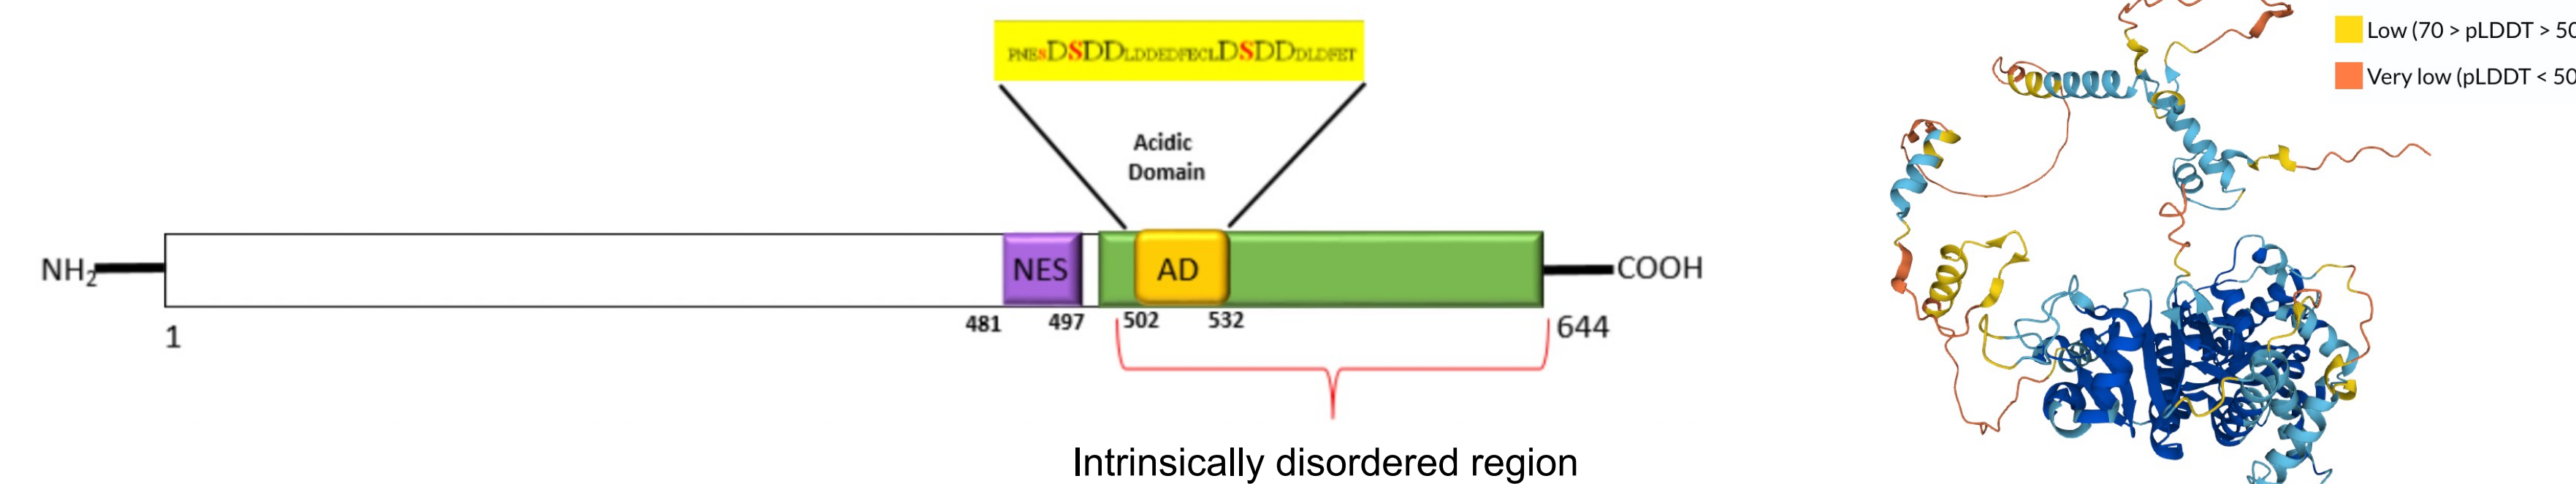 PNESDSDDLDDEDFECLDSDDDLDFET
Acidic
Domain
NH2
NES
AD
COOH
1
481
497
502
532
644
Intrinsically disordered region
Low (70 > pLDDT > 50
Very low (pLDDT < 50